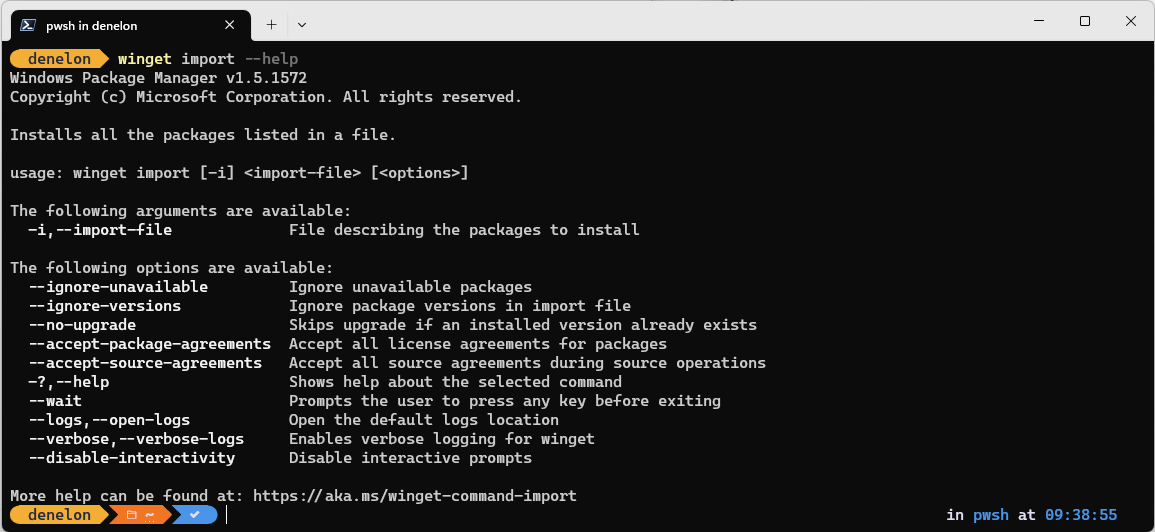 pwsh in denelon
denelon winget import --help
Windows Package Manager v1.5.1572
Copyright (c) Microsoft Corporation. All rights reserved.
Installs all the packages listed in a file.
usage: winget import [-i] <import-file> [<options>]
The following arguments are available:
-i,--import-file File describing the packages to install
The following options are available:
--ignore-unavailable Ignore unavailable packages
--ignore-versions Ignore package versions in import file
--no-upgrade Skips upgrade if an installed version already exists
--accept-package-agreements Accept all license agreements for packages
--accept-source-agreements Accept all source agreements during source operations
-?,--help Shows help about the selected command
--wait Prompts the user to press any key before exiting
--logs,--open-logs Open the default logs location
--verbose,--verbose-logs Enables verbose logging for winget
--disable-interactivity Disable interactive prompts
More help can be found at: https://aka.ms/winget-command-import
denelon ~ in pwsh at 09:38:55